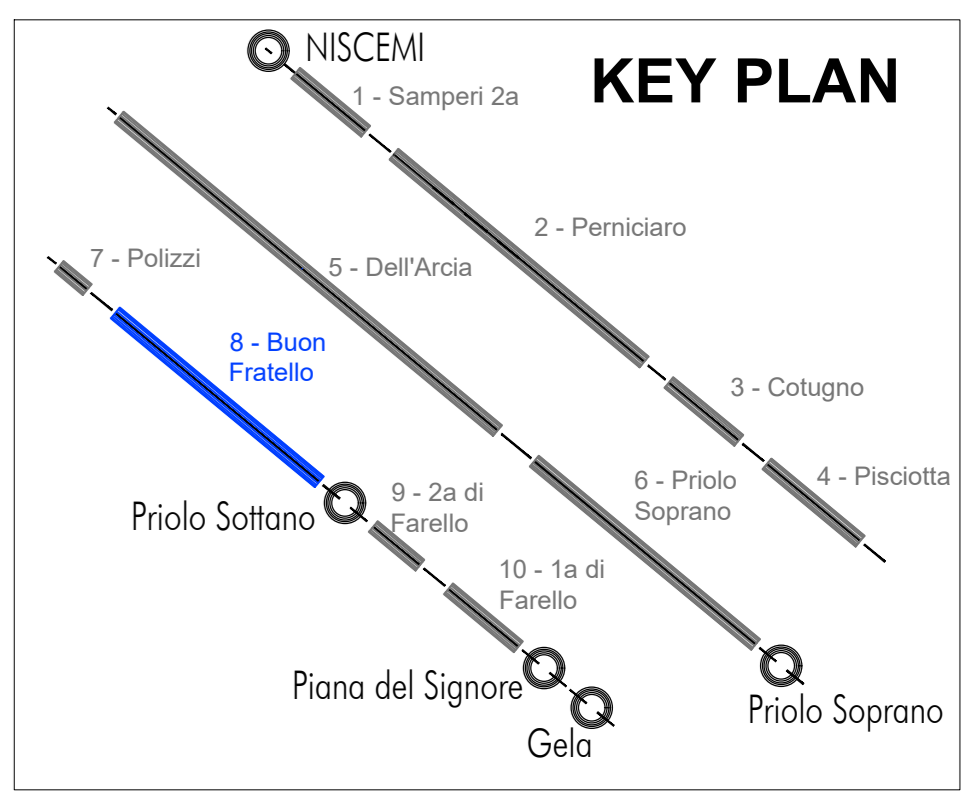 NISCEMI
KEY PLAN
1 - Samperi 2a
2 - Perniciaro
7 - Polizzi
5 - Dell'Arcia
8 - Buon
Fratello
3 - Cotugno
4 - Pisciotta
6 - Priolo
Soprano
9 - 2a di
Farello
Priolo Sottano
10 - 1a di
Farello
Piana del Signore
Priolo Soprano
Gela